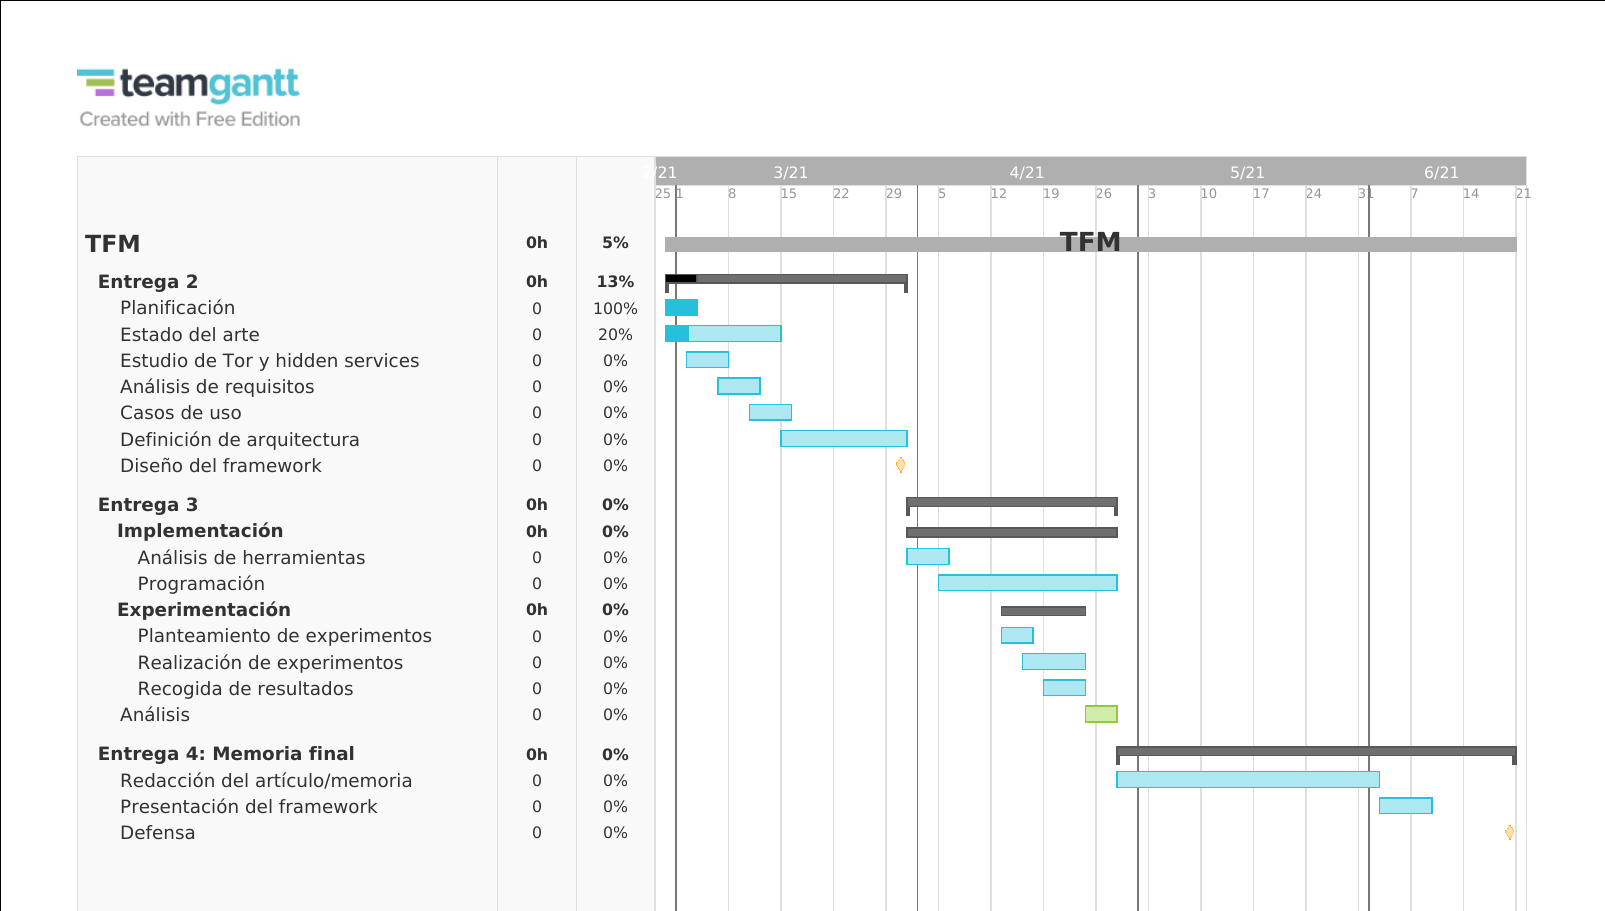 teamgantt
Created with Free Edition
2/21 3/21 4/21 5/21 6/21
25 1 8 15 22 29 5 12 19 26 3 10 17 24 31 7 14 21
TFM 0h 5% TFM
Entrega 2 0h 13%
Planificación 0 100%
Estado del arte 0 20%
Estudio de Tor y hidden services 0 0%
Análisis de requisitos 0 0%
Casos de uso 0 0%
Definición de arquitectura 0 0%
Diseño del framework 0 0%
Entrega 3 0h 0%
Implementación 0h 0%
Análisis de herramientas 0 0%
Programación 0 0%
Experimentación 0h 0%
Planteamiento de experimentos 0 0%
Realización de experimentos 0 0%
Recogida de resultados 0 0%
Análisis 0 0%
Entrega 4: Memoria final 0h 0%
Redacción del artículo/memoria 0 0%
Presentación del framework 0 0%
Defensa 0 0%